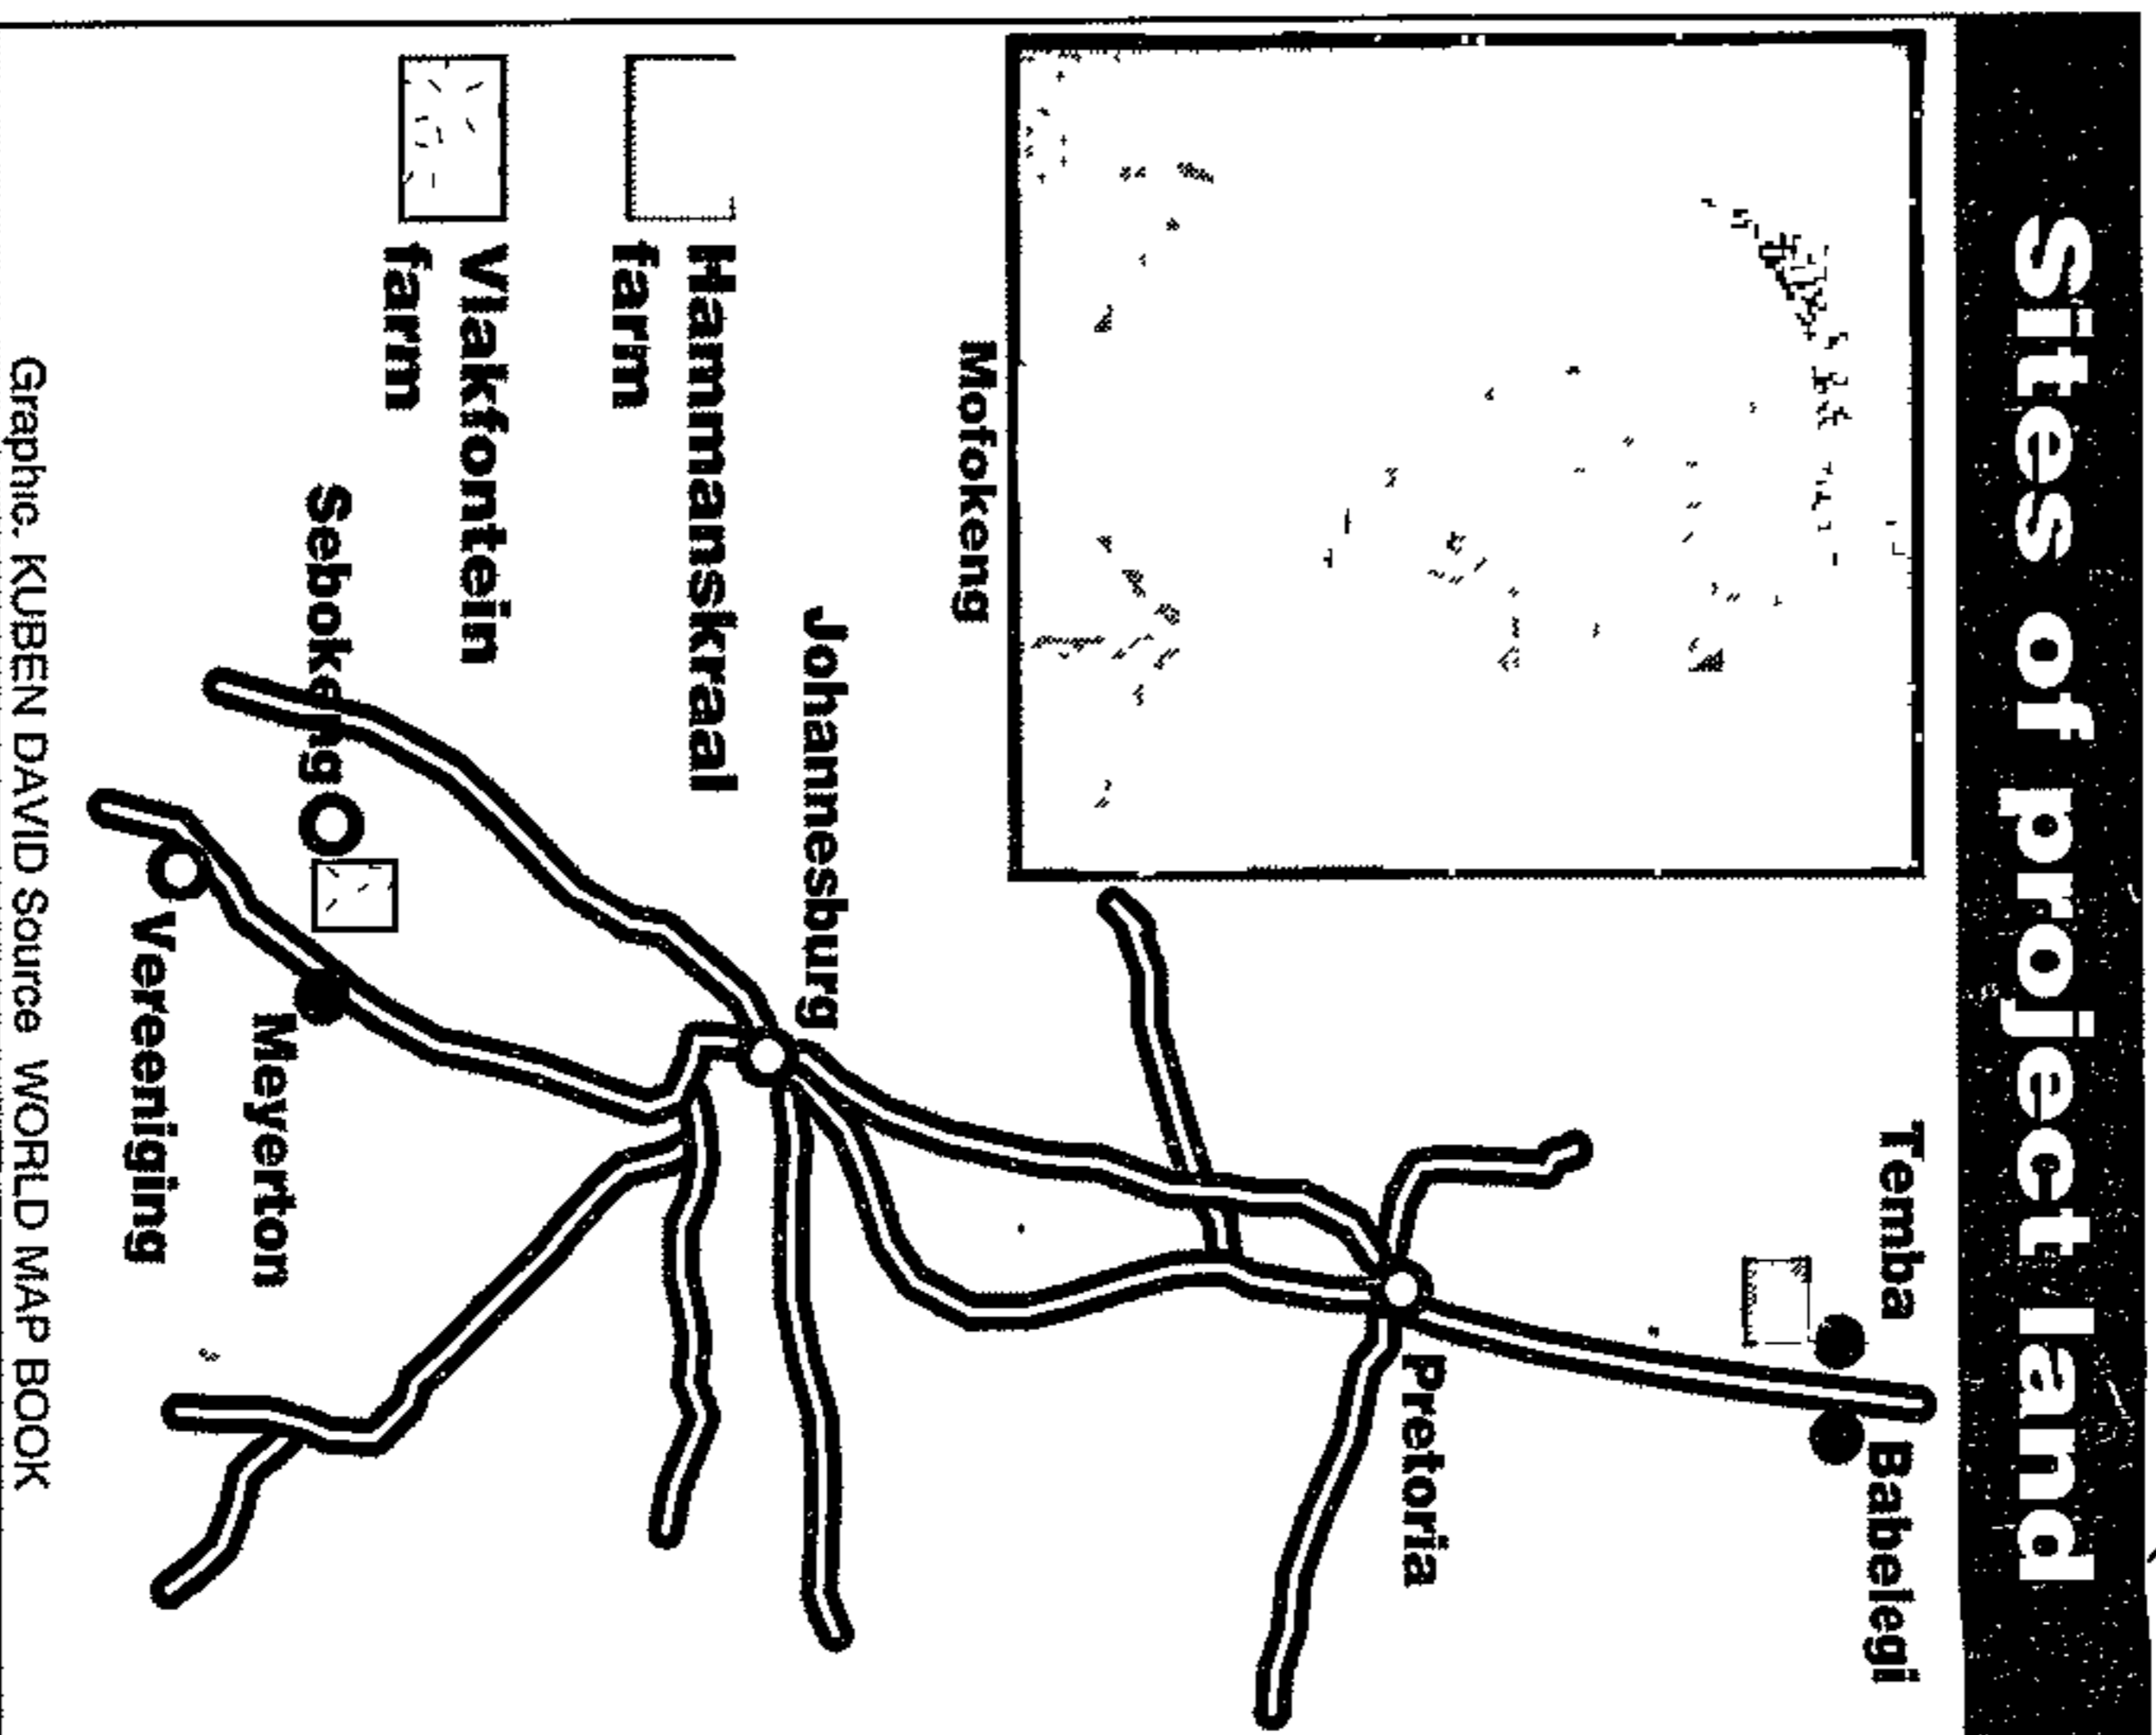 Sites of project land
Temba
Babelegi
Pretoria
Mofokeng
Johannesburg
Hammanskraal
farm
Vlakfontein
farm
Sebokeng
Meyerton
Vereeniging
Graphic. KUBEN DAVID Source WORLD MAP BOOK